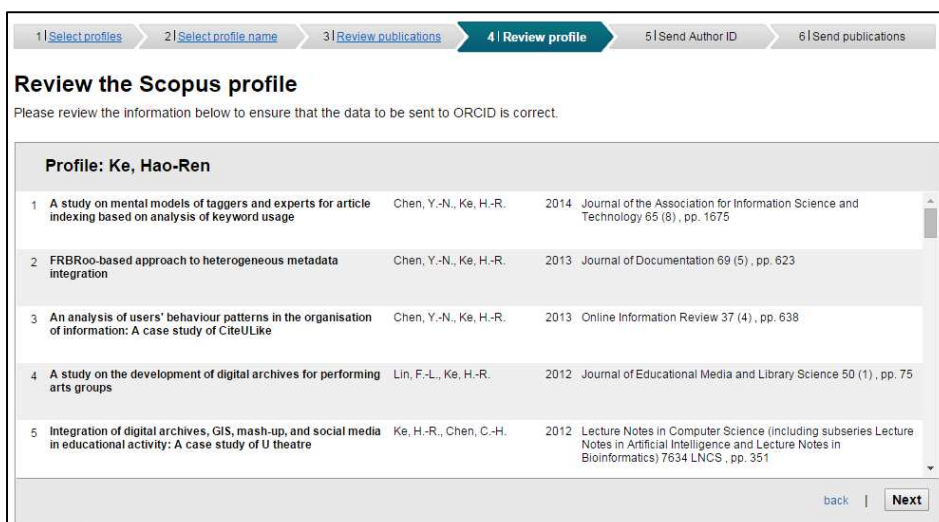 1 | Select profiles 2 | Select profile name 3 | Review publications 4 | Review profile 5 | Send Author ID 6 | Send publications
Review the Scopus profile
Please review the information below to ensure that the data to be sent to ORCID is correct.
Profile: Ke, Hao-Ren
1 A study on mental models of taggers and experts for article Chen, Y.-N., Ke, H.-R. 2014 Journal of the Association for Information Science and
indexing based on analysis of keyword usage Technology 65 (8) , pp. 1675
2 FRBRoo-based approach to heterogeneous metadata Chen, Y.-N., Ke, H.-R. 2013 Journal of Documentation 69 (5) , pp. 623
integration
3 An analysis of users' behaviour patterns in the organisation Chen, Y.-N., Ke, H.-R. 2013 Online Information Review 37 (4) , pp. 638
of information: A case study of CiteULike
4 A study on the development of digital archives for performing Lin, F.-L., Ke, H.-R. 2012 Journal of Educational Media and Library Science 50 (1) , pp. 75
arts groups
5 Integration of digital archives, GIS, mash-up, and social media Ke, H.-R., Chen, C.-H. 2012 Lecture Notes in Computer Science (including subseries Lecture
in educational activity: A case study of U theatre Notes in Artificial Intelligence and Lecture Notes in
Bioinformatics) 7634 LNCS , pp. 351
back | Next